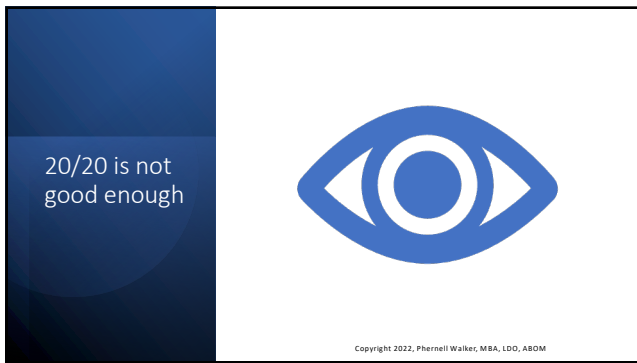 20/20 is not
good enough
Copyright 2022, Phernell Walker, MBA, LDO, ABOM